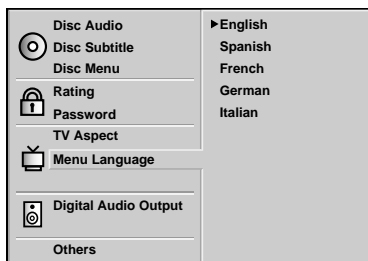 Disc Audio
Disc Subtitle
Disc Menu
Rating
Password
TV Aspect
Menu Language
Digital Audio Output
Others
▶English
Spanish
French
German
Italian